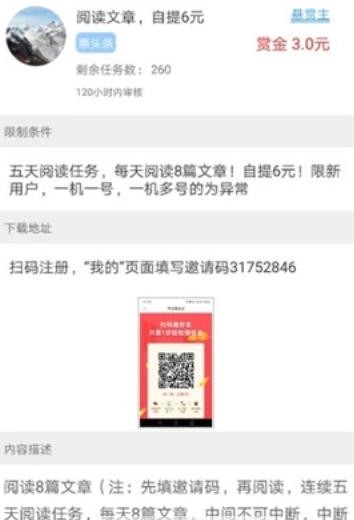 阅读文章，自提6元
悬赏主
惠头条
赏金 3.0元
剩余任务数： 260
120小时内审核
限制条件
五天阅读任务，每天阅读8篇文章！自提6元！限新
用户，一机一号，一机多号的为异常
下载地址
扫码注册，“我的”页面填写邀请码31752846
内容描述
阅读8篇文章（注：先填邀请码，再阅读，连续五
天阅读任务，每天8篇文章，中间不可中断，中断